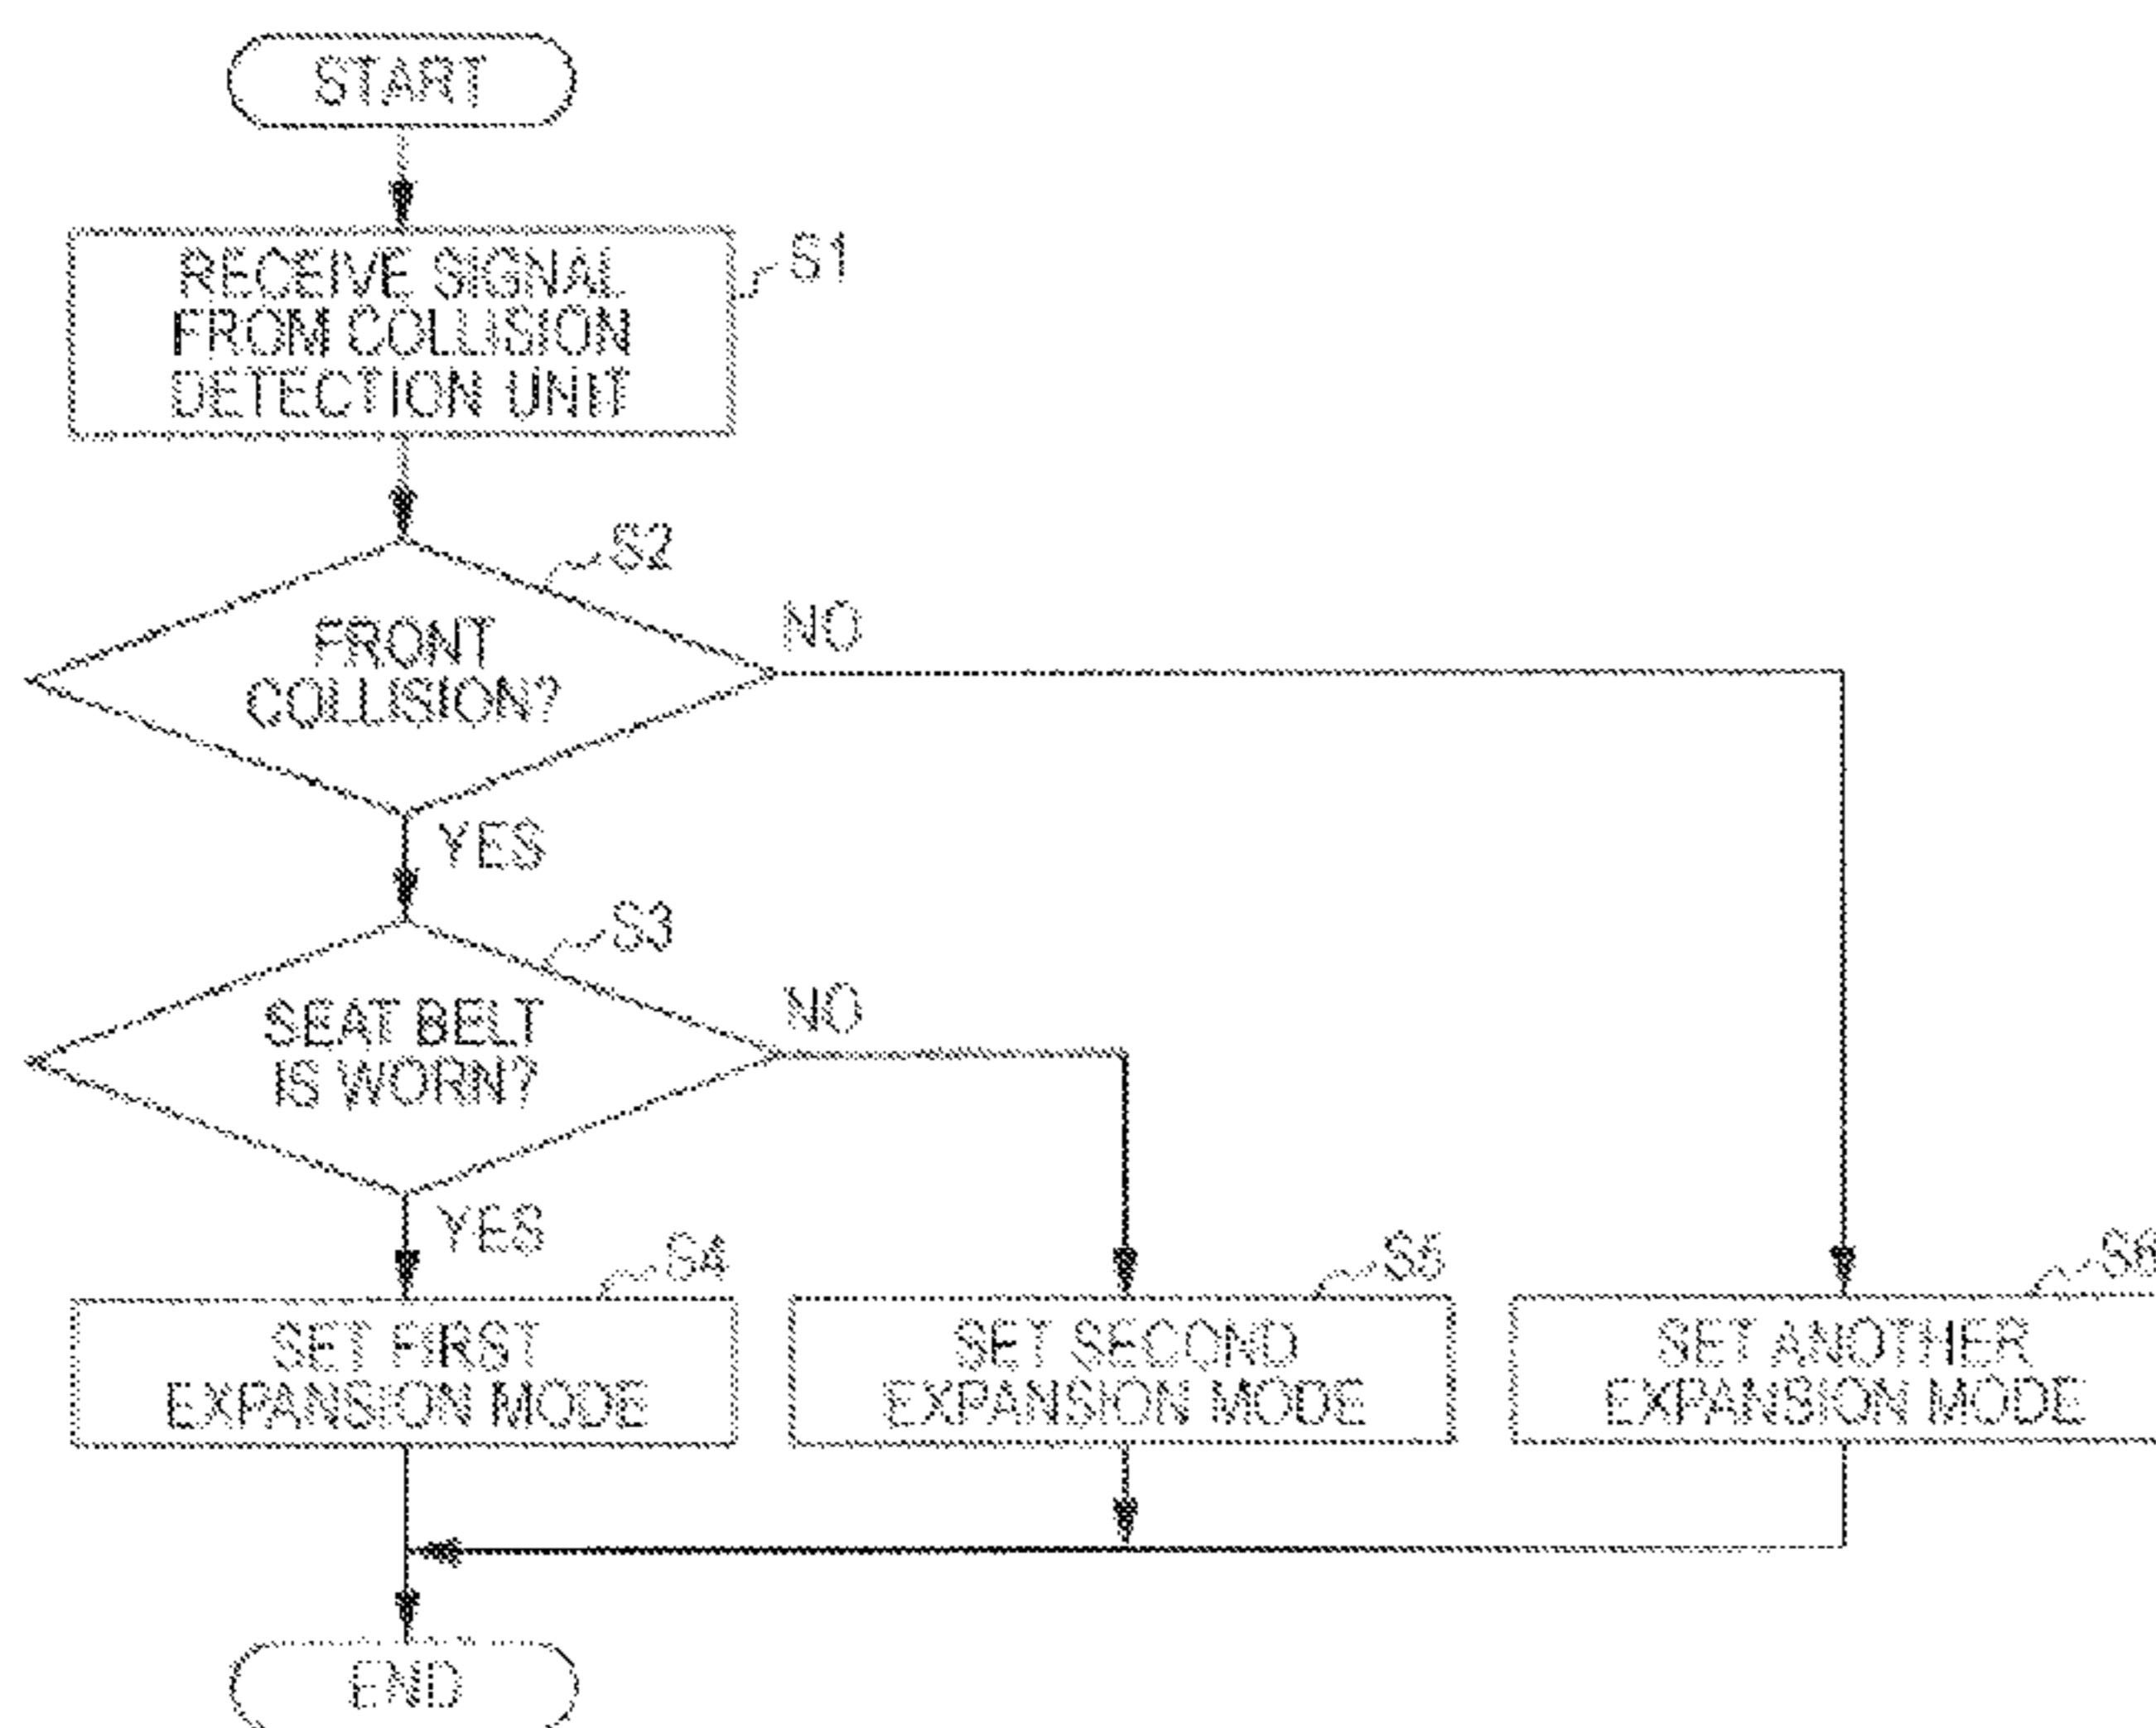 START
RECEIVE SIGNAL
FROM COLLISION
DETECTION UNIT
S1
S2
FRONT
COLLISION?
NO
YES
S3
SEAT BELT
IS WORN?
NO
YES
S4
SET FIRST
EXPANSION MODE
S5
SET SECOND
EXPANSION MODE
S6
SET ANOTHER
EXPANSION MODE
END